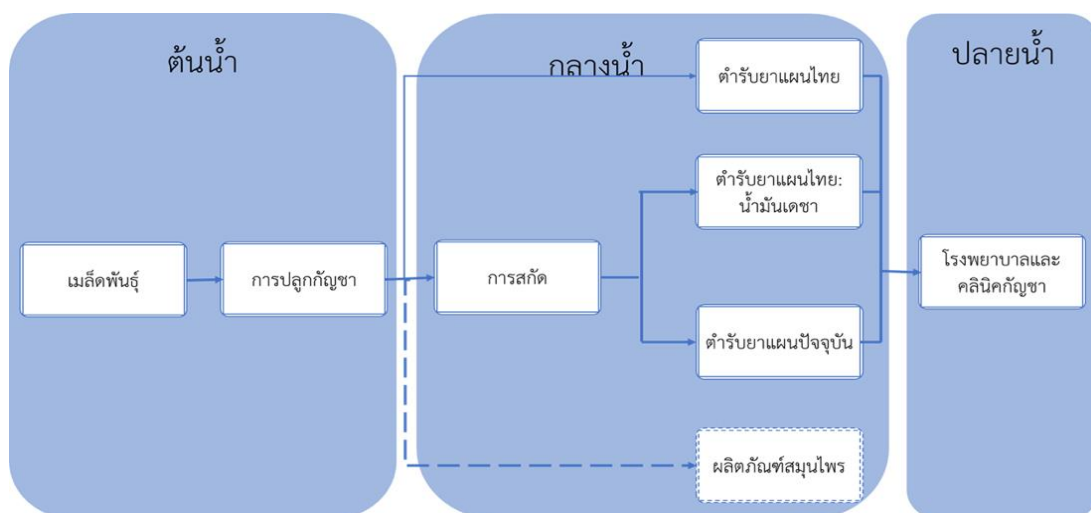 ต้นน้ำ
กลางน้ำ
ปลายน้ำ
ตำรับยาแผนไทย
ตำรับยาแผนไทย:
น้ำมันเดชา
เมล็ดพันธุ์
การปลูกกัญชา
การสกัด
โรงพยาบาลและ
คลินิคกัญชา
ตำรับยาแผนปัจจุบัน
ผลิตภัณฑ์สมุนไพร